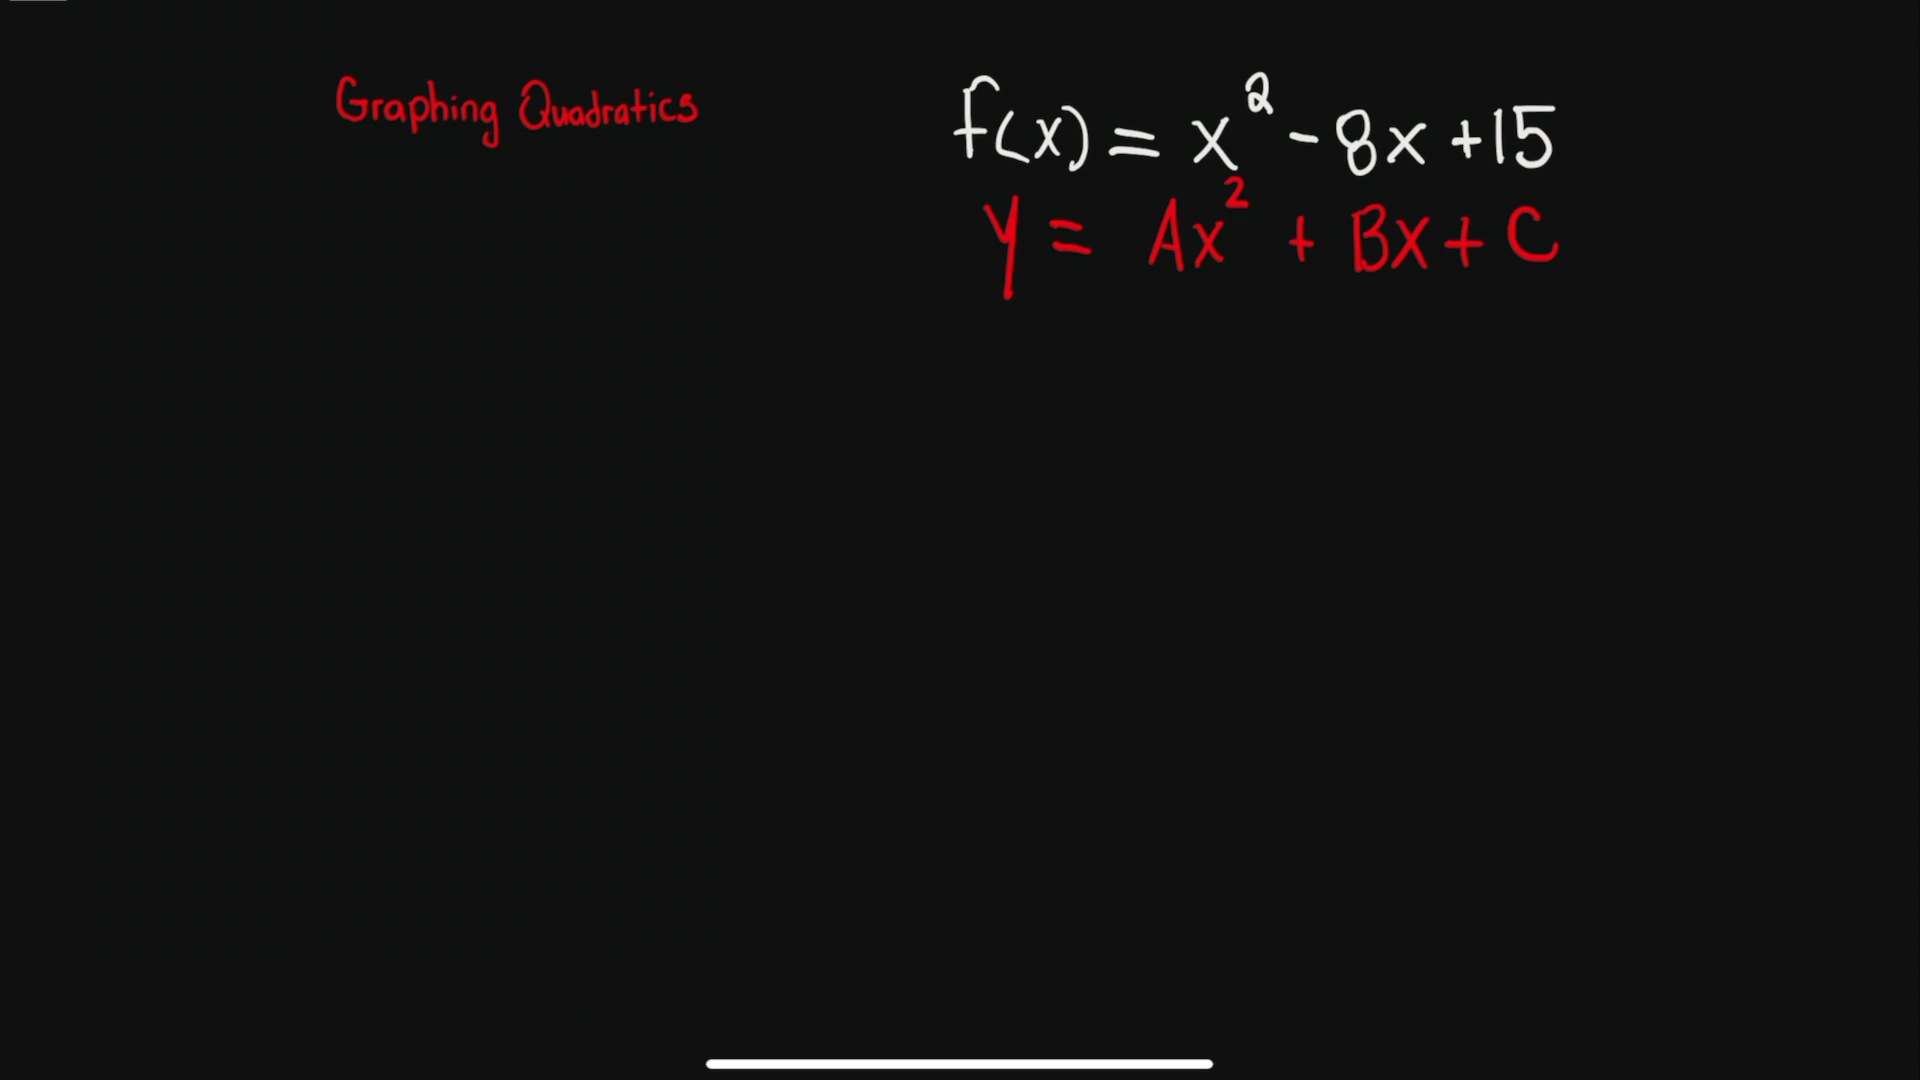 Graphing Quadratics
f(x) = x² - 8x + 15
y = Ax² + Bx + C